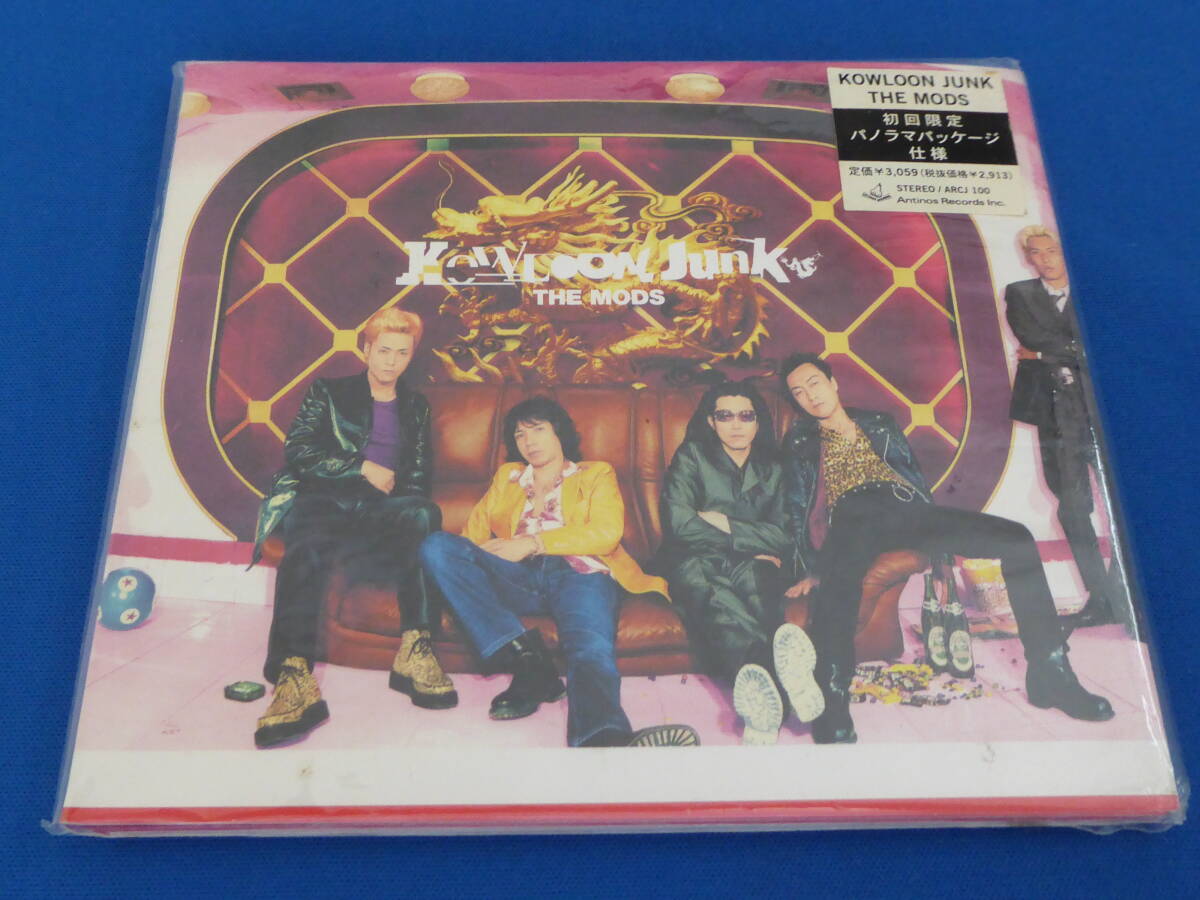 KOWLOON JUNK
THE MODS
初回限定
パノラマパッケージ
仕様
定価¥3,059(税抜価格¥2,913)
STEREO / ARCJ 100
Antinos Records Inc.
KOWLOON Junk
THE MODS